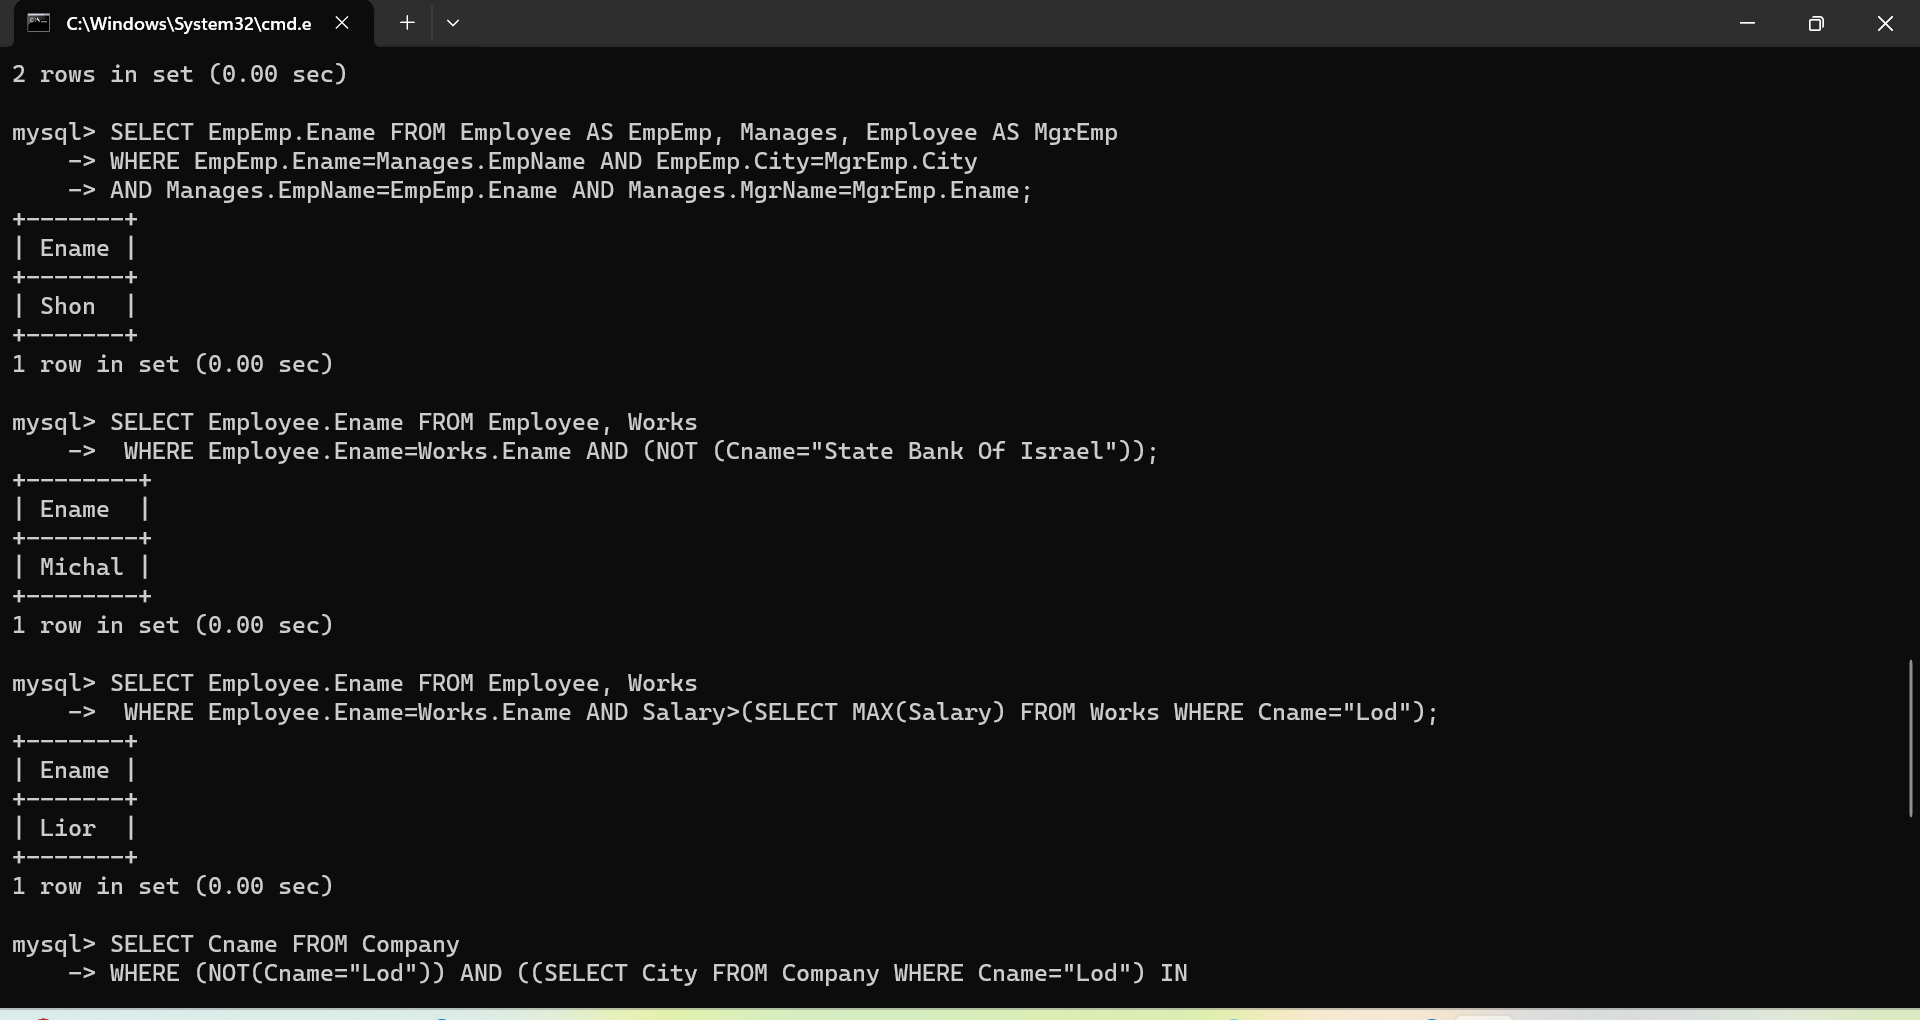 C:\Windows\System32\cmd.e
2 rows in set (0.00 sec)
mysql> SELECT EmpEmp.Ename FROM Employee AS EmpEmp, Manages, Employee AS MgrEmp
    -> WHERE EmpEmp.Ename=Manages.EmpName AND EmpEmp.City=MgrEmp.City
    -> AND Manages.EmpName=EmpEmp.Ename AND Manages.MgrName=MgrEmp.Ename;
+-------+
| Ename |
+-------+
| Shon  |
+-------+
1 row in set (0.00 sec)
mysql> SELECT Employee.Ename FROM Employee, Works
    ->  WHERE Employee.Ename=Works.Ename AND (NOT (Cname="State Bank Of Israel"));
+--------+
| Ename  |
+--------+
| Michal |
+--------+
1 row in set (0.00 sec)
mysql> SELECT Employee.Ename FROM Employee, Works
    ->  WHERE Employee.Ename=Works.Ename AND Salary>(SELECT MAX(Salary) FROM Works WHERE Cname="Lod");
+-------+
| Ename |
+-------+
| Lior  |
+-------+
1 row in set (0.00 sec)
mysql> SELECT Cname FROM Company
    -> WHERE (NOT(Cname="Lod")) AND ((SELECT City FROM Company WHERE Cname="Lod") IN